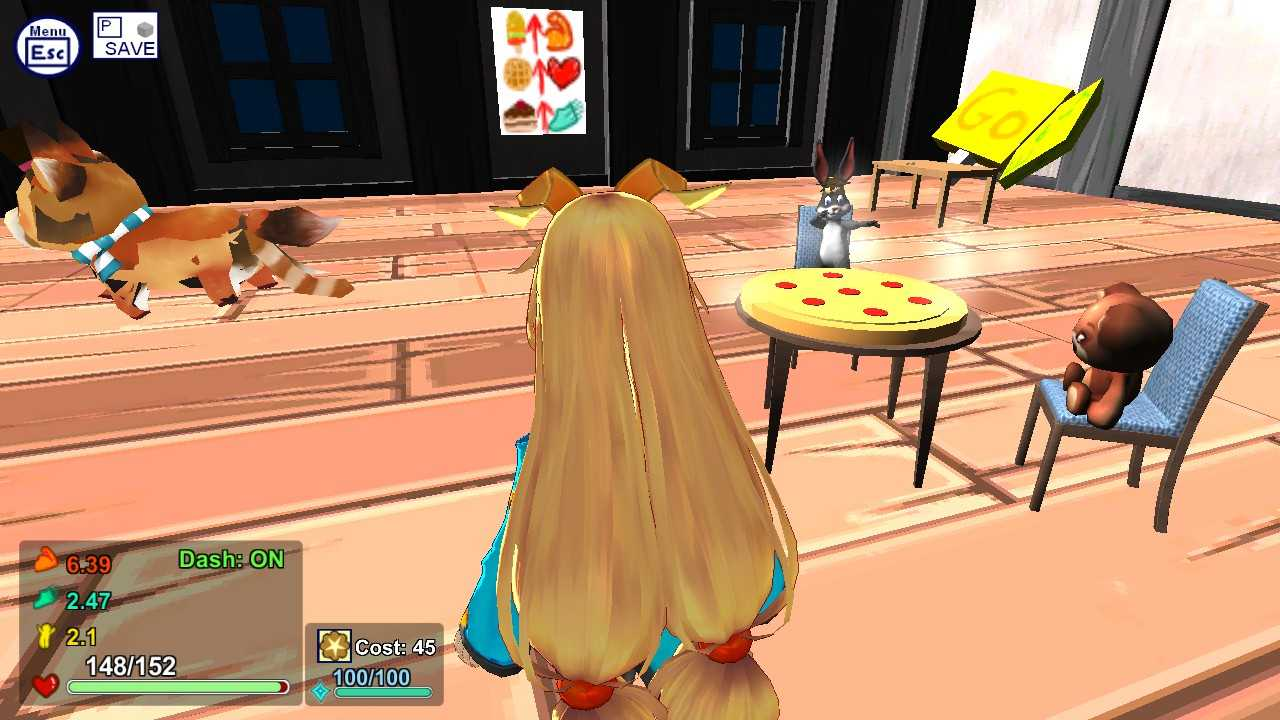 Menu
Esc
P
SAVE
Go
6.39
Dash: ON
2.47
2.1
148/152
Cost: 45
100/100